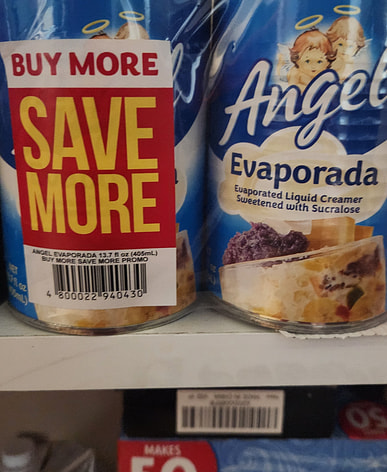 BUY MORE
SAVE
MORE
ANGEL EVAPORADA 13.7 fl oz (405mL)
BUY MORE SAVE MORE PROMO
4 800022 940430
Angel
Evaporada
Evaporated Liquid Creamer
Sweetened with Sucralose
MAKES
50